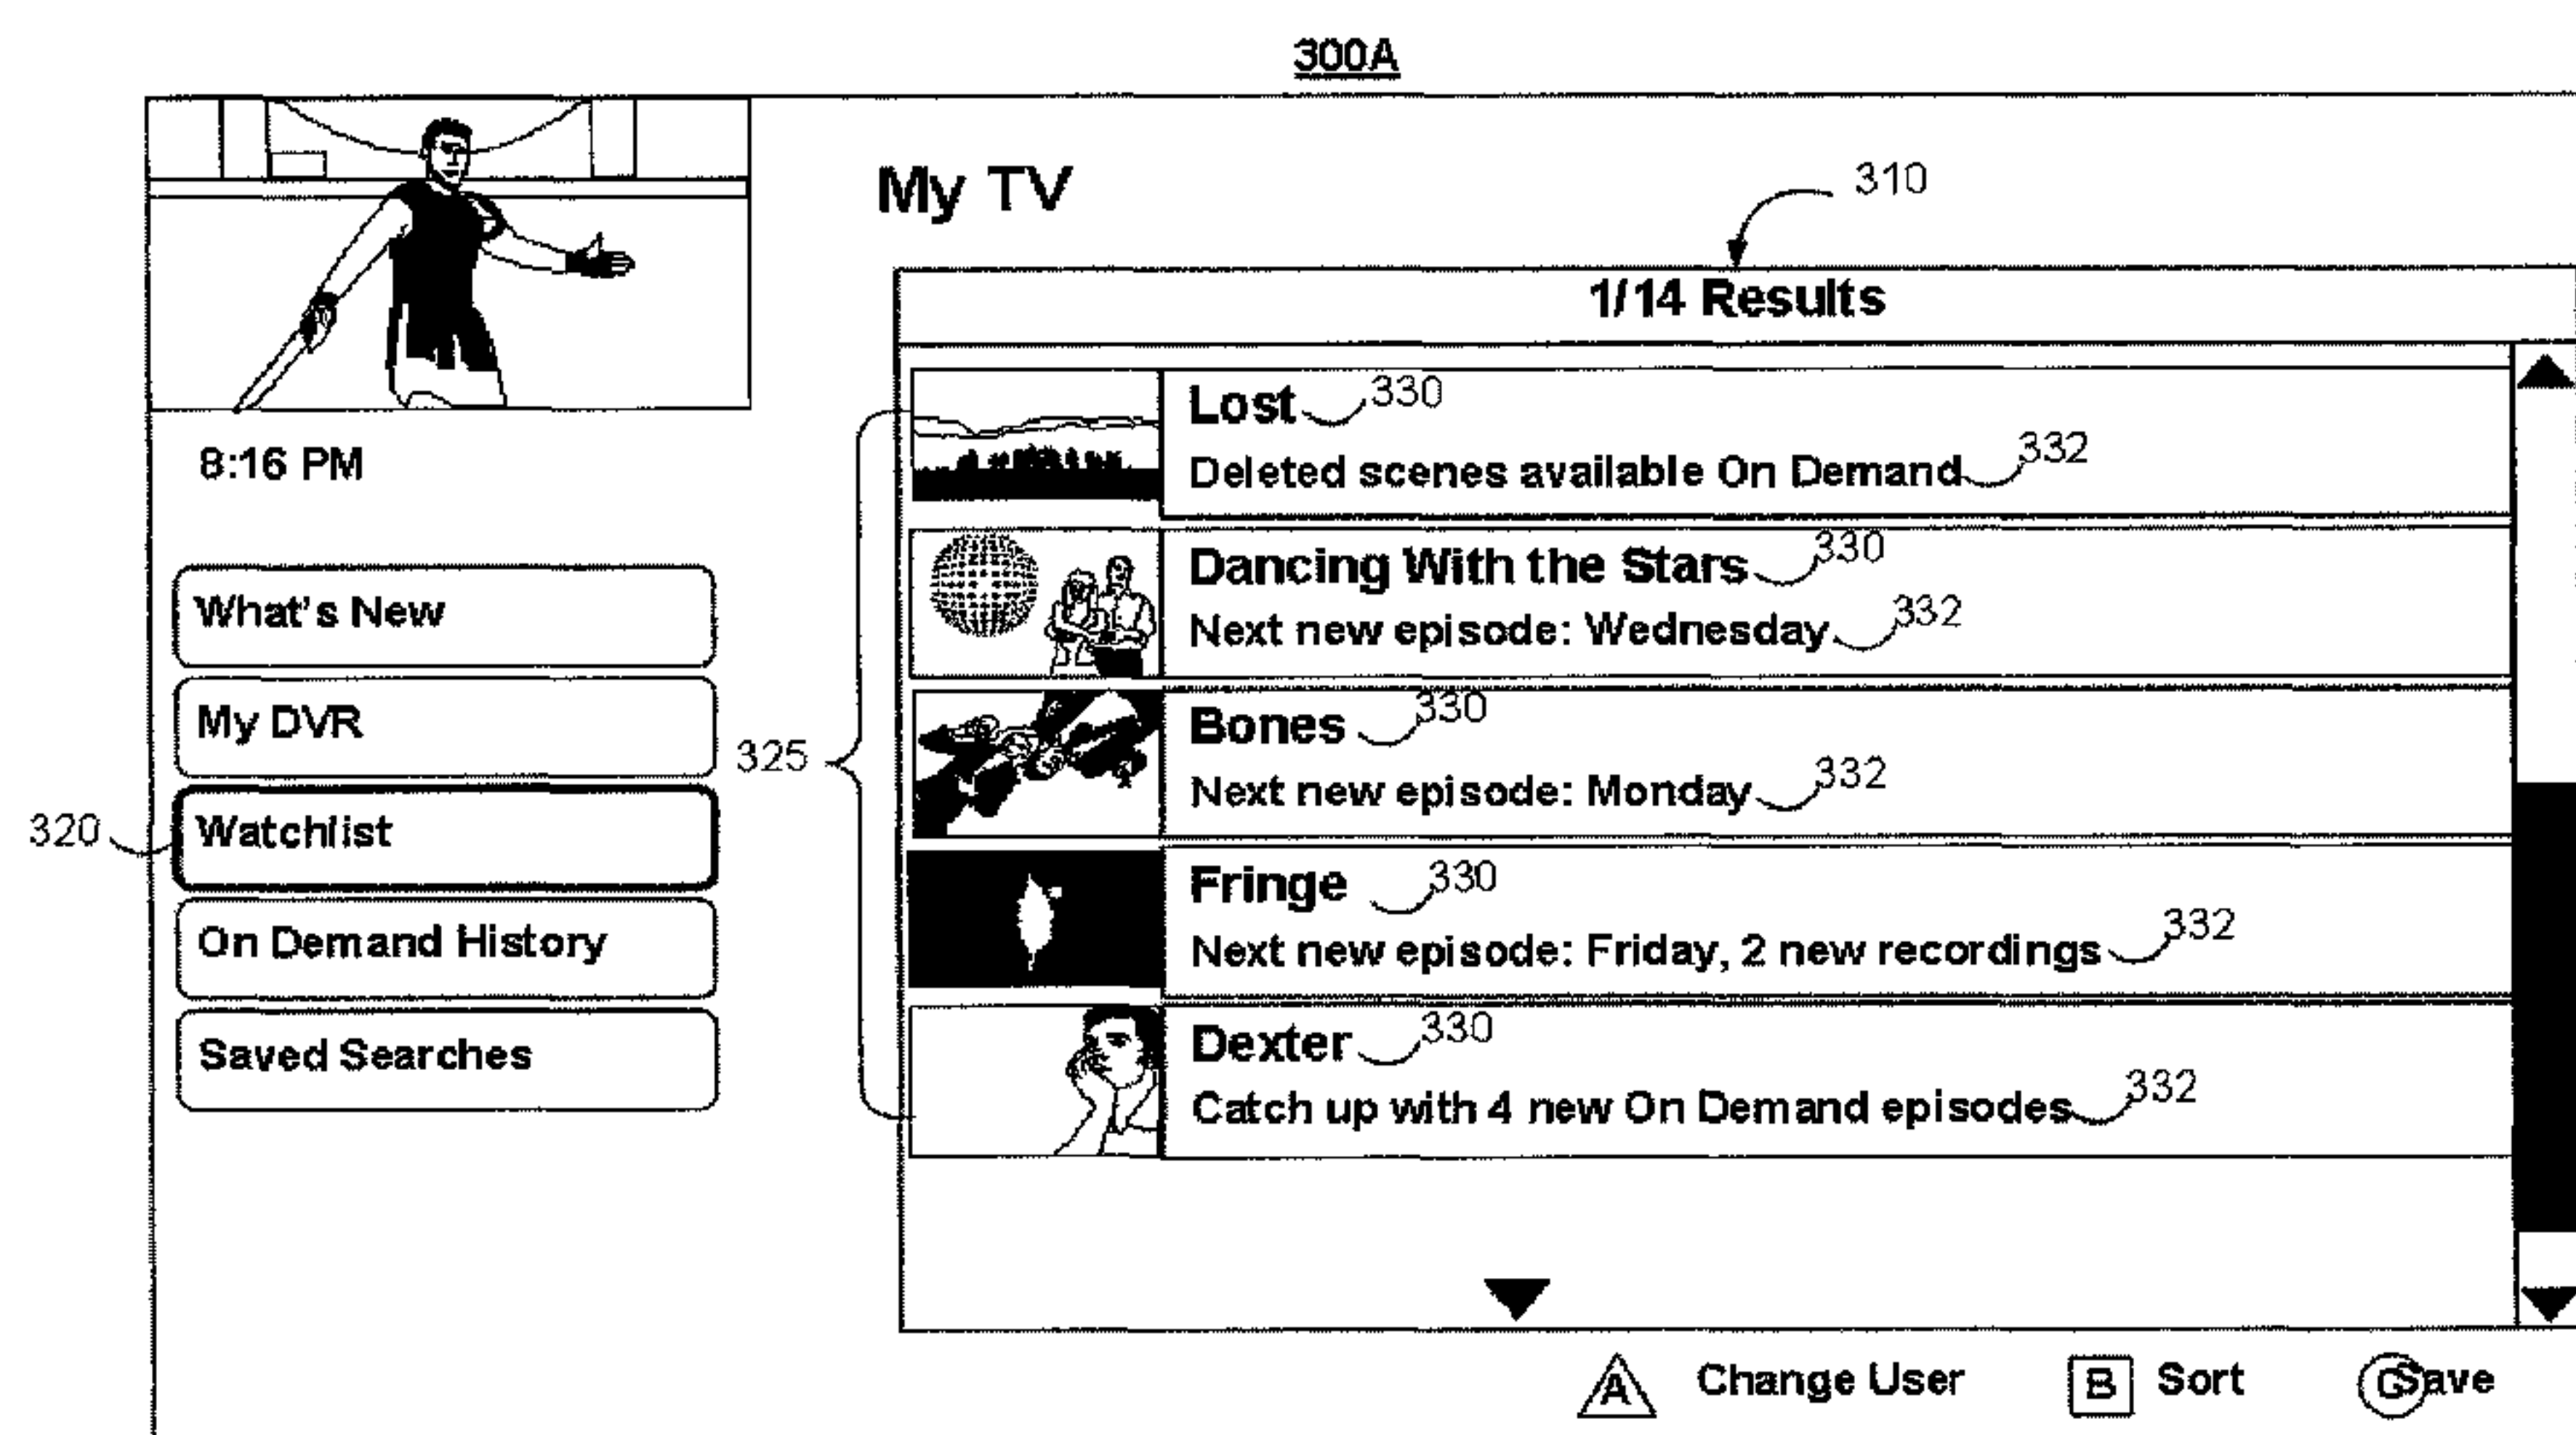 300A
My TV
310
1/14 Results
8:16 PM
What's New
My DVR
320
Watchlist
On Demand History
Saved Searches
325
Lost 330
Deleted scenes available On Demand 332
Dancing With the Stars 330
Next new episode: Wednesday 332
Bones 330
Next new episode: Monday 332
Fringe 330
Next new episode: Friday, 2 new recordings 332
Dexter 330
Catch up with 4 new On Demand episodes 332
A Change User B Sort Save